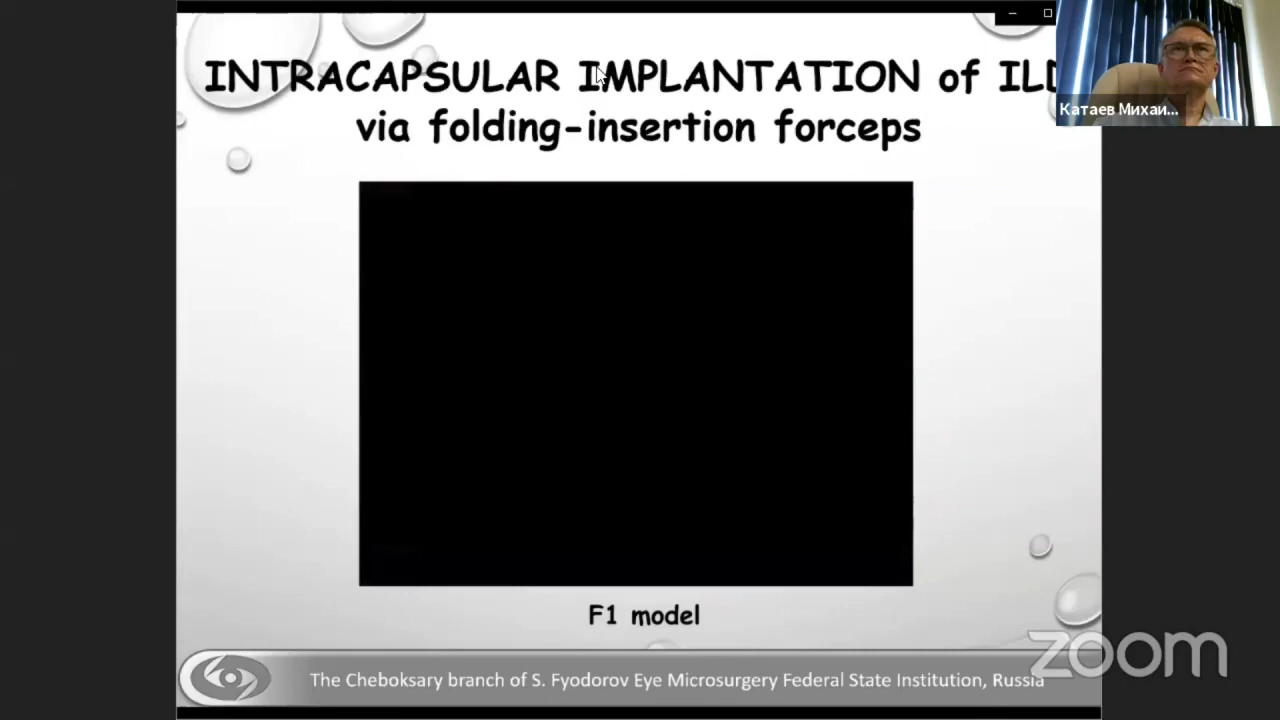 INTRACAPSULAR IMPLANTATION of ILD
via folding-insertion forceps
Катаев Михаи...
F1 model
zoom
The Cheboksary branch of S. Fyodorov Eye Microsurgery Federal State Institution, Russia